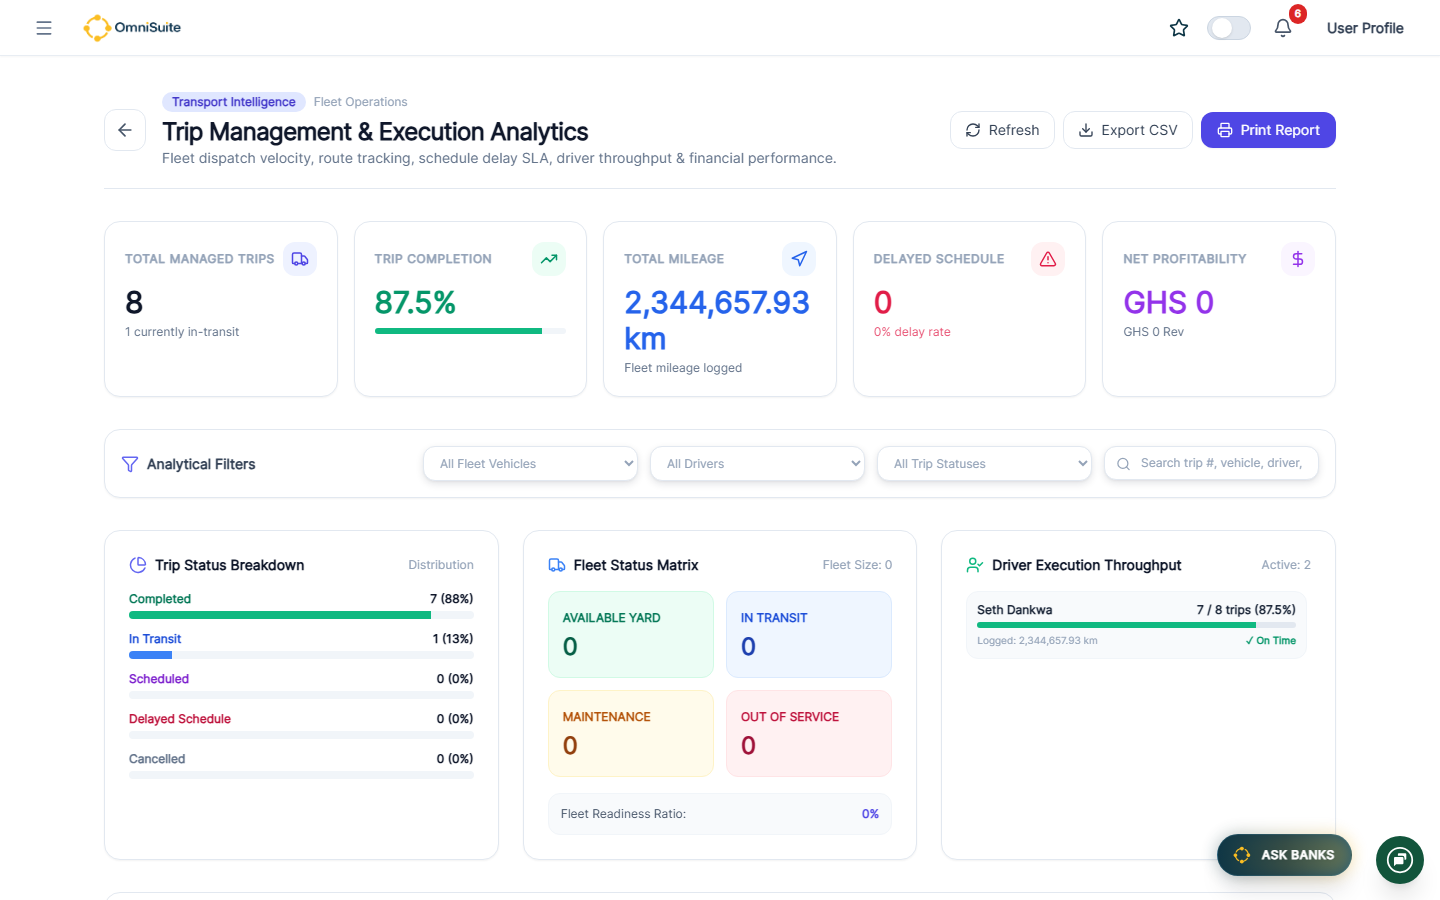 OmniSuite
6
User Profile
Transport Intelligence
Fleet Operations
Trip Management & Execution Analytics
Fleet dispatch velocity, route tracking, schedule delay SLA, driver throughput & financial performance.
Refresh
Export CSV
Print Report
TOTAL MANAGED TRIPS
8
1 currently in-transit
TRIP COMPLETION
87.5%
TOTAL MILEAGE
2,344,657.93
km
Fleet mileage logged
DELAYED SCHEDULE
0
0% delay rate
NET PROFITABILITY
GHS 0
GHS 0 Rev
Analytical Filters
All Fleet Vehicles
All Drivers
All Trip Statuses
Search trip #, vehicle, driver,
Trip Status Breakdown
Distribution
Completed
7 (88%)
In Transit
1 (13%)
Scheduled
0 (0%)
Delayed Schedule
0 (0%)
Cancelled
0 (0%)
Fleet Status Matrix
Fleet Size: 0
AVAILABLE YARD
0
IN TRANSIT
0
MAINTENANCE
0
OUT OF SERVICE
0
Fleet Readiness Ratio:
0%
Driver Execution Throughput
Active: 2
Seth Dankwa
7 / 8 trips (87.5%)
Logged: 2,344,657.93 km
✓ On Time
ASK BANKS